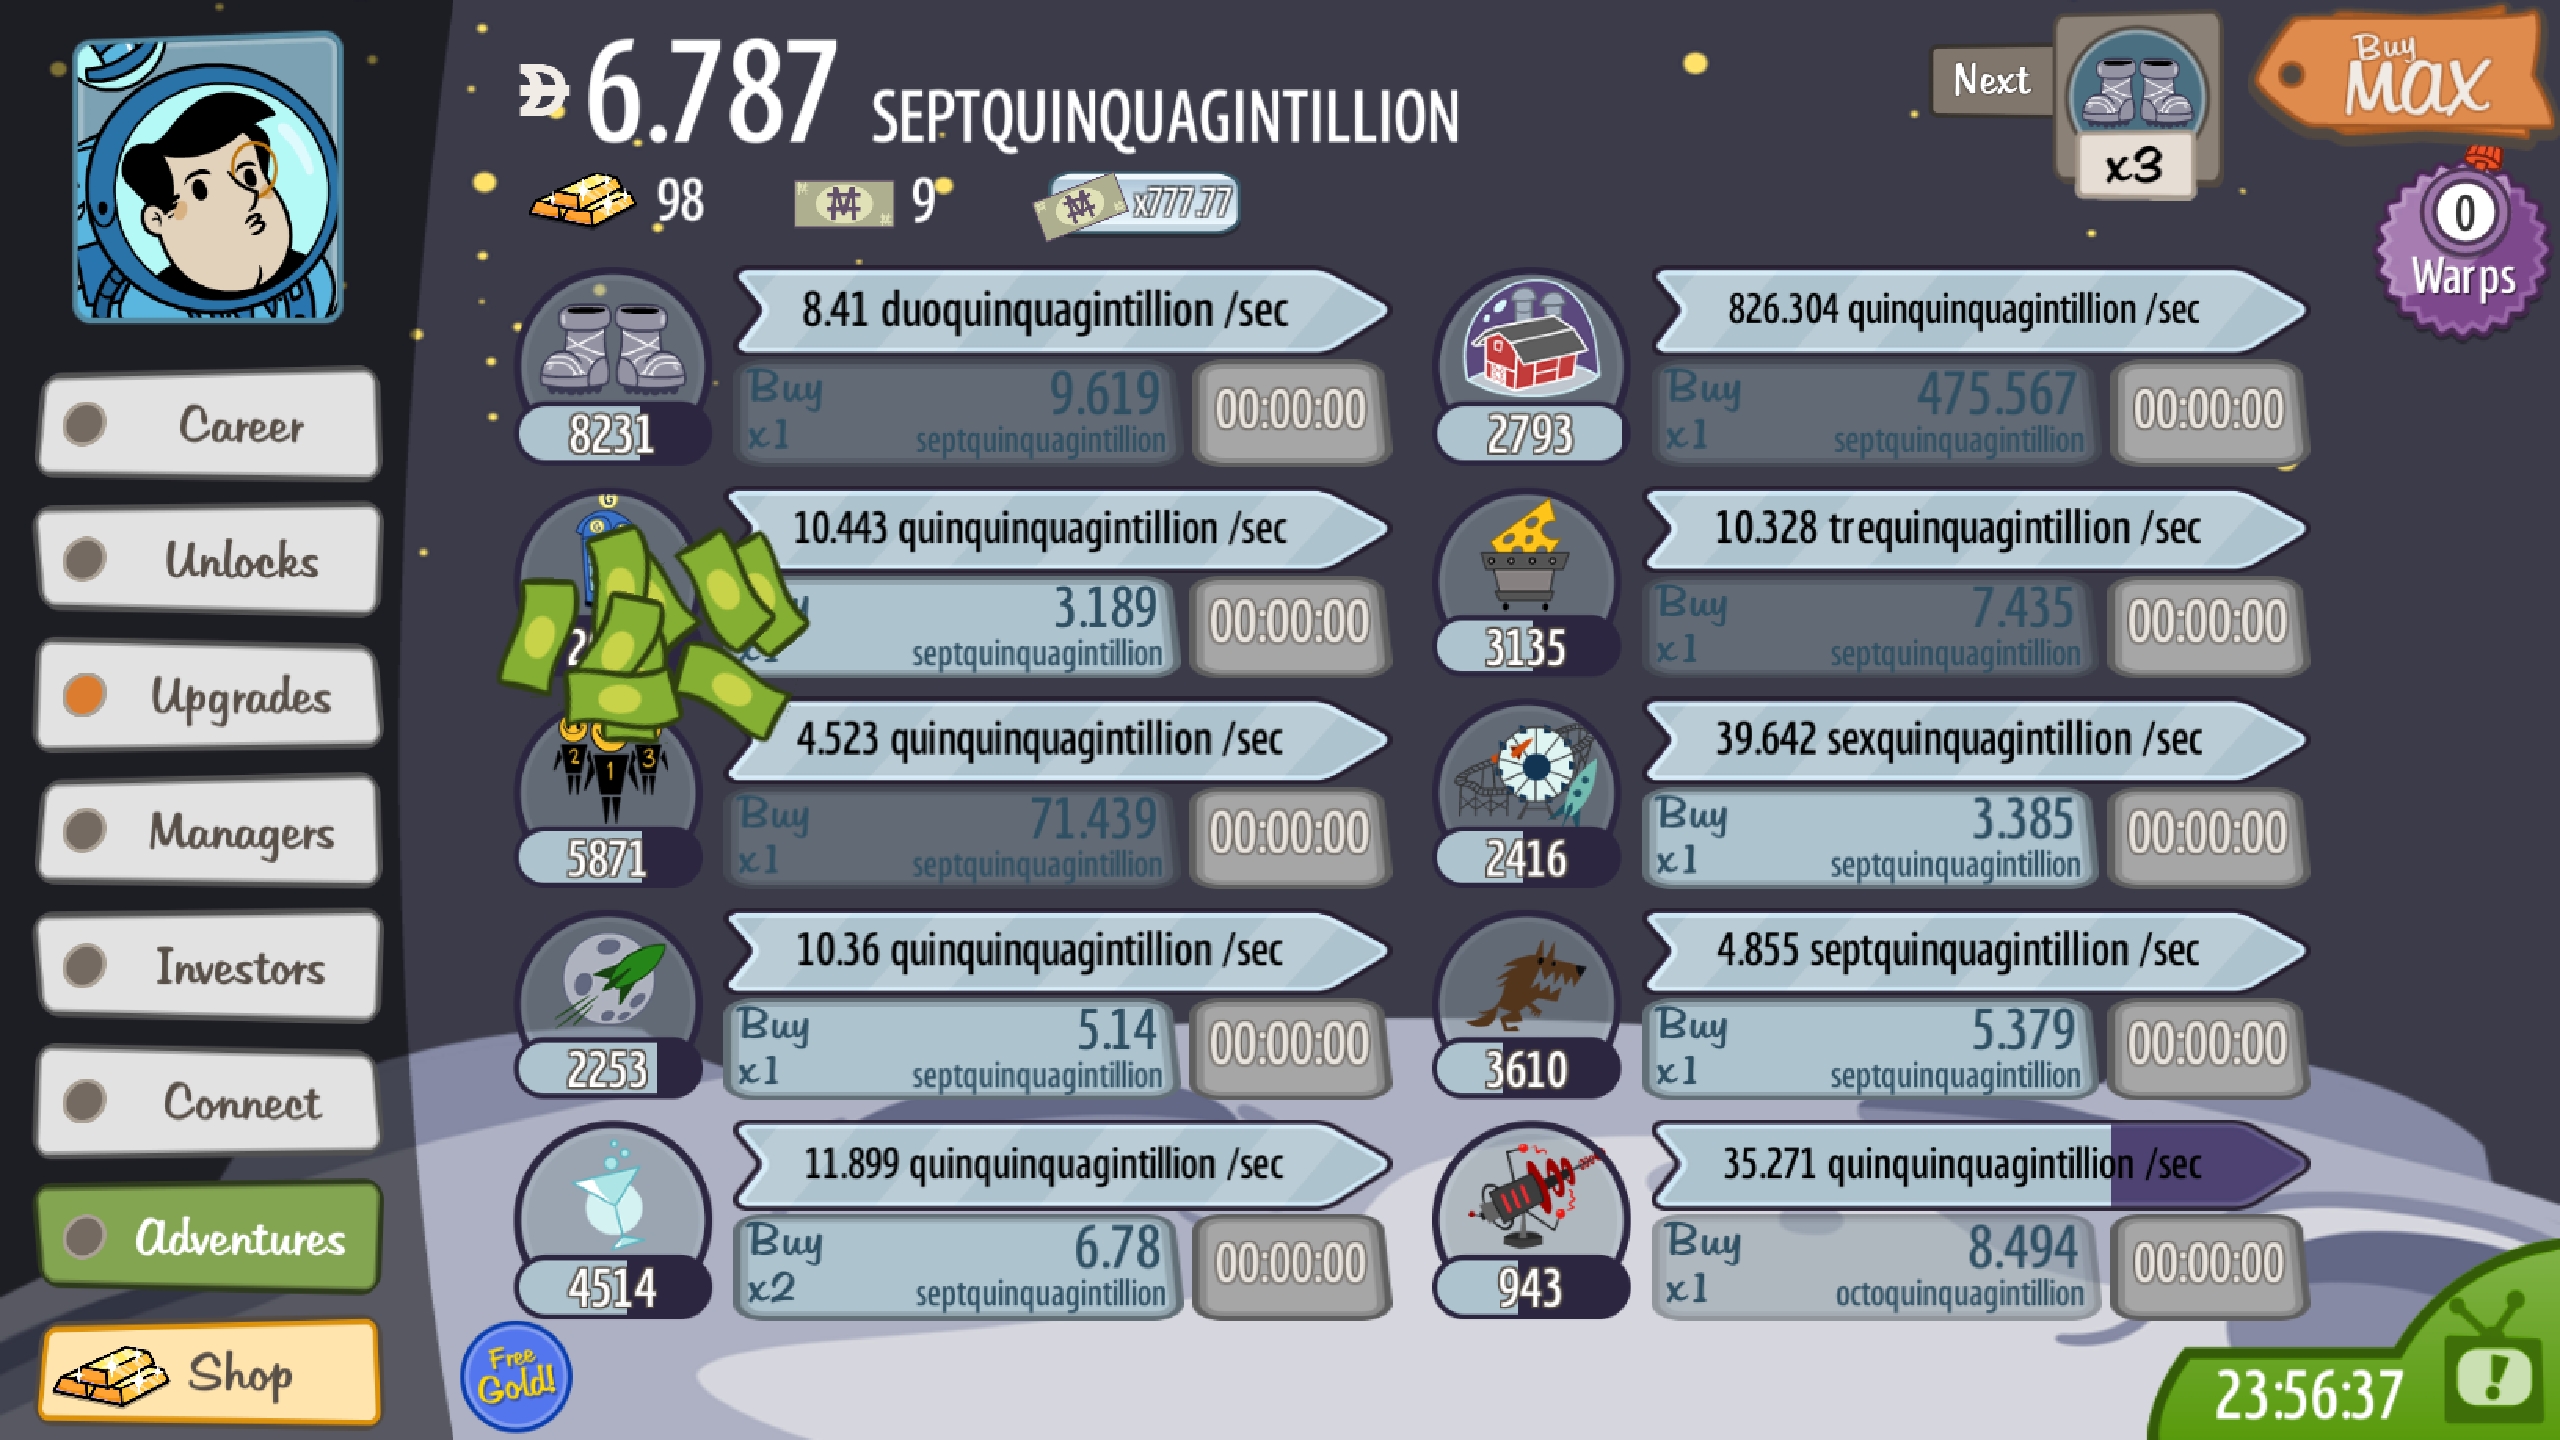 6.787 SEPTQUINQUAGINTILLION
98
9
x777.77
Next
x3
Buy
MAX
0
Warps
Career
Unlocks
Upgrades
Managers
Investors
Connect
Adventures
Shop
8.41 duoquinquagintillion /sec
8231
Buy
x1
9.619
septquinquagintillion
00:00:00
10.443 quinquinquagintillion /sec
3.189
septquinquagintillion
00:00:00
2 1 3
4.523 quinquinquagintillion /sec
5871
Buy
x1
71.439
septquinquagintillion
00:00:00
10.36 quinquinquagintillion /sec
2253
Buy
x1
5.14
septquinquagintillion
00:00:00
11.899 quinquinquagintillion /sec
4514
Buy
x2
6.78
septquinquagintillion
00:00:00
826.304 quinquinquagintillion /sec
2793
Buy
x1
475.567
septquinquagintillion
00:00:00
10.328 trequinquagintillion /sec
3135
Buy
x1
7.435
septquinquagintillion
00:00:00
39.642 sexquinquagintillion /sec
2416
Buy
x1
3.385
septquinquagintillion
00:00:00
4.855 septquinquagintillion /sec
3610
Buy
x1
5.379
septquinquagintillion
00:00:00
35.271 quinquinquagintillion /sec
943
Buy
x1
8.494
octoquinquagintillion
00:00:00
Free
Gold!
23:56:37